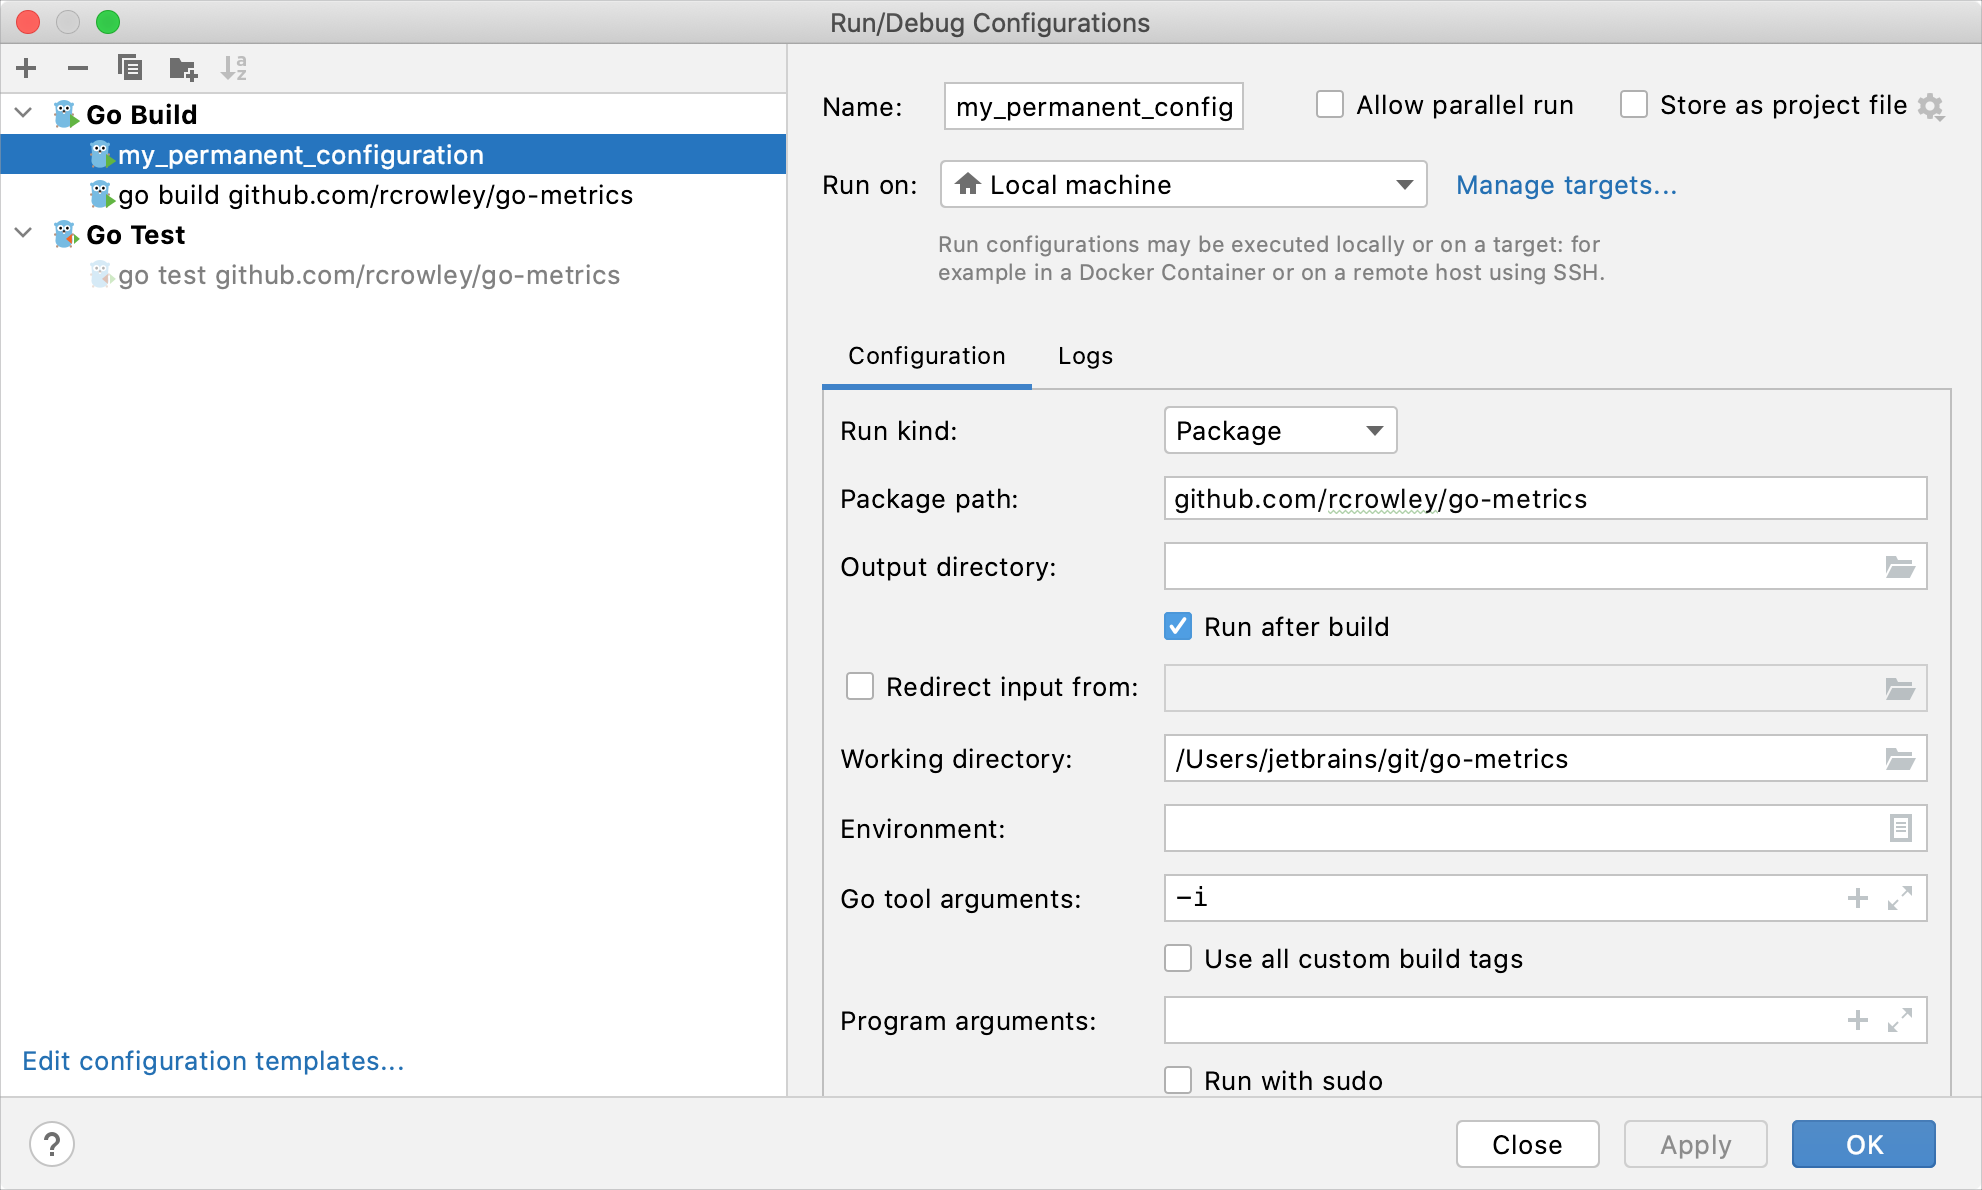 Run/Debug Configurations
Go Build
my_permanent_configuration
go build github.com/rcrowley/go-metrics
Go Test
go test github.com/rcrowley/go-metrics
Edit configuration templates...
Name: my_permanent_config
Allow parallel run
Store as project file
Run on: Local machine
Manage targets...
Run configurations may be executed locally or on a target: for
example in a Docker Container or on a remote host using SSH.
Configuration
Logs
Run kind: Package
Package path: github.com/rcrowley/go-metrics
Output directory:
Run after build
Redirect input from:
Working directory: /Users/jetbrains/git/go-metrics
Environment:
Go tool arguments: -i
Use all custom build tags
Program arguments:
Run with sudo
?
Close
Apply
OK